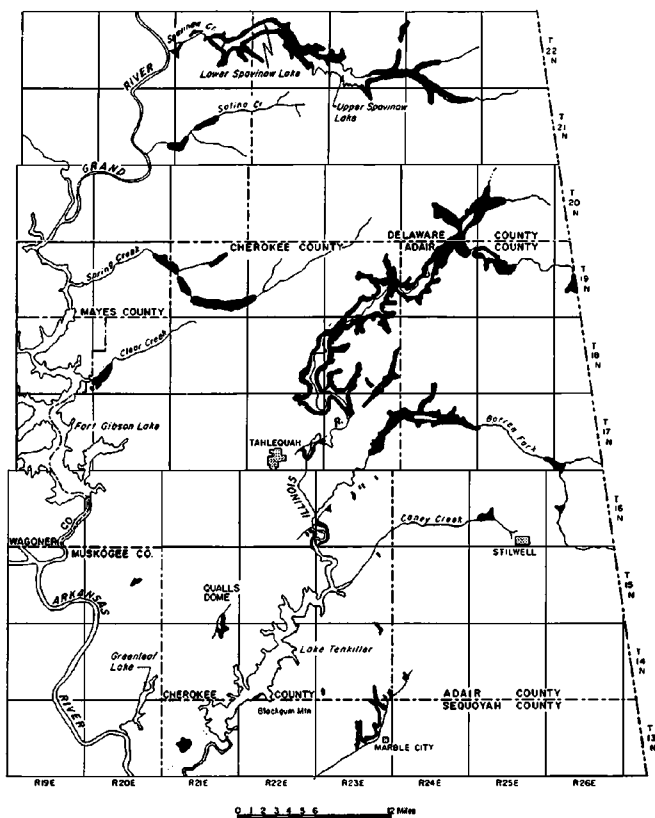 Spavinaw Cr.
T
22
N
Lower Spavinaw Lake
RIVER
Upper Spavinaw
Lake
Salina Cr
T
21
N
GRAND
T
20
N
DELAWARE COUNTY
CHEROKEE COUNTY
ADAIR COUNTY
Spring Creek
T
19
N
MAYES COUNTY
Clear Creek
T
18
N
Fort Gibson Lake
R.
Barren Fork
T
17
N
TAHLEQUAH
ILLINOIS
T
16
N
Caney Creek
CO.
WAGONER
MUSKOGEE CO.
STILWELL
T
15
N
ARKANSAS
QUALLS
DOME
Greenleaf
Lake
Lake Tenkiller
T
14
N
CHEROKEE COUNTY
ADAIR COUNTY
SEQUOYAH COUNTY
Blackgum Mtn
RIVER
MARBLE CITY
T
13
N
R19E R20E R21E R22E R23E R24E R25E R26E
0 1 2 3 4 5 6 12 Miles